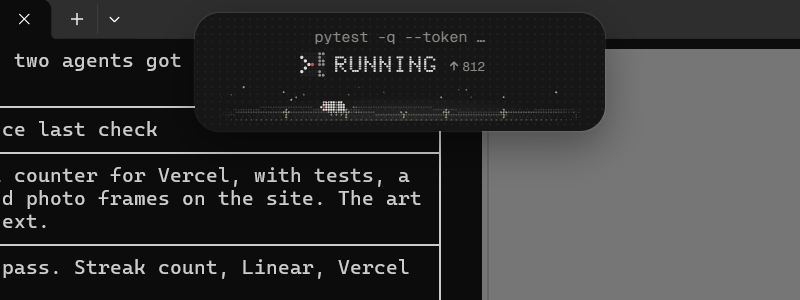 pytest -q --token …
RUNNING ↑ 812
two agents got
ce last check
counter for Vercel, with tests, a
d photo frames on the site. The art
ext.
pass. Streak count, Linear, Vercel